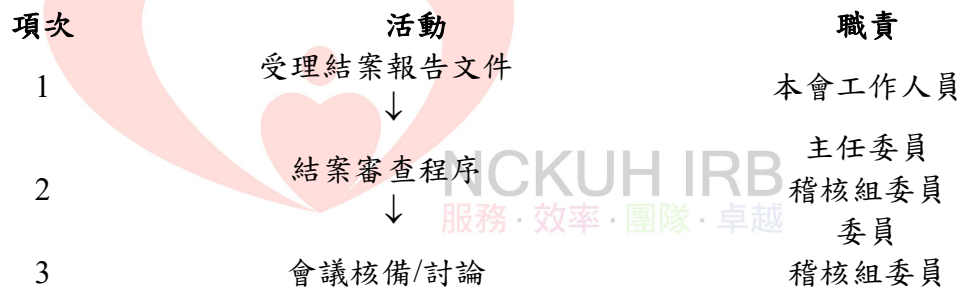 項次 活動 職責
1 受理結案報告文件 本會工作人員
↓
2 結案審查程序 主任委員
稽核組委員
↓
委員
3 會議核備/討論 稽核組委員
NCKUH IRB
服務.效率.團隊.卓越